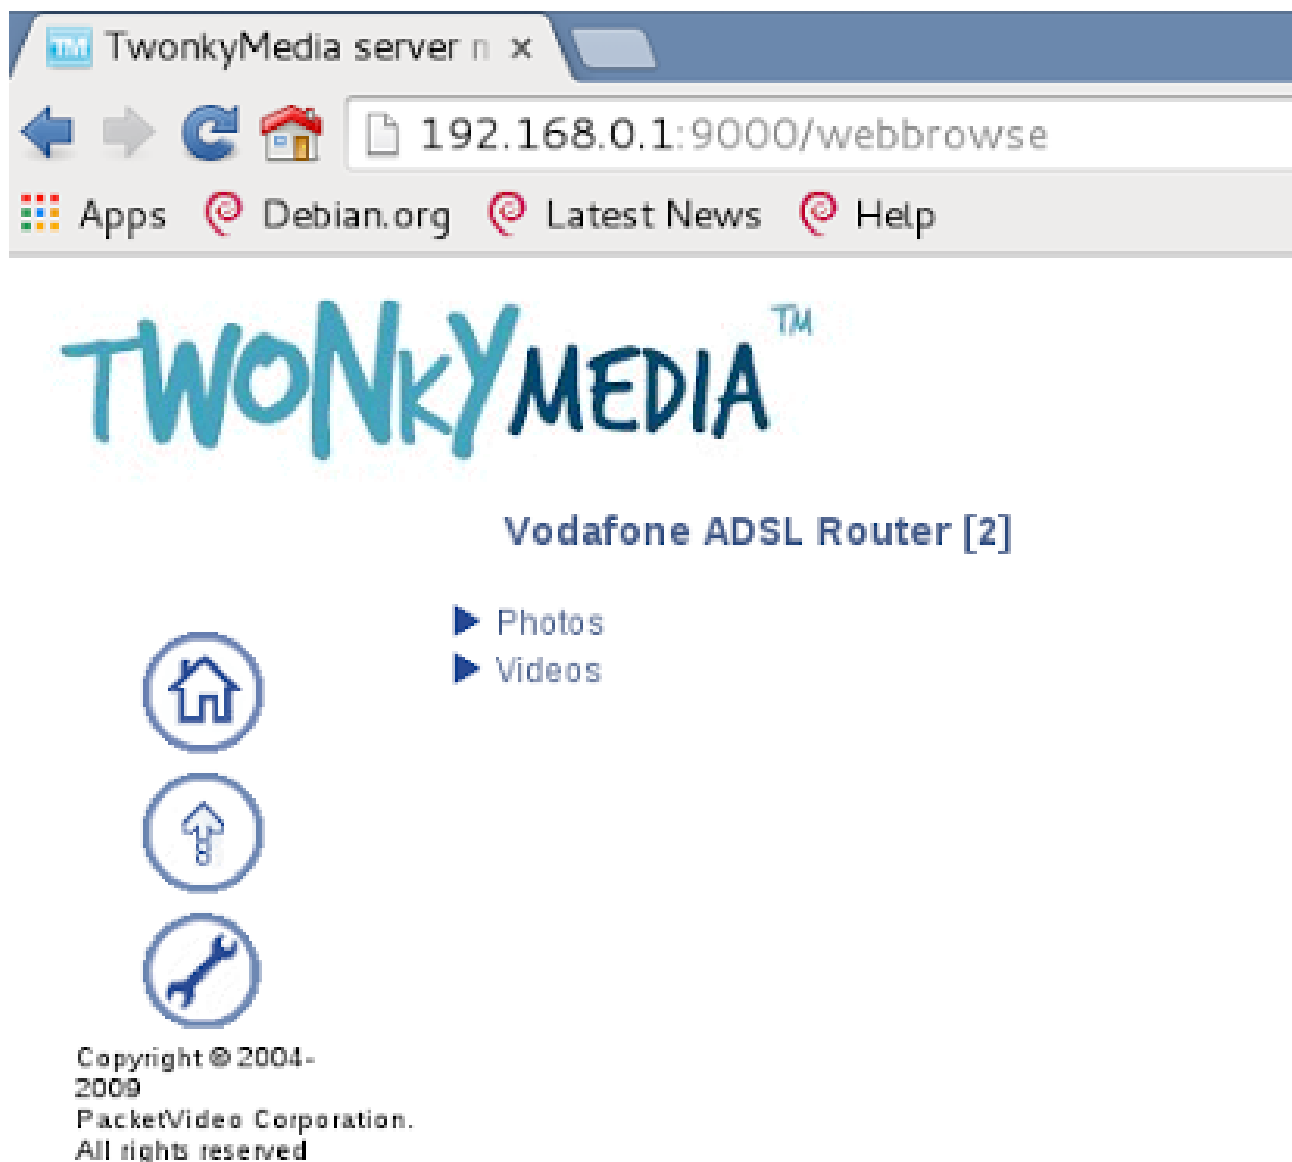 TM TwonkyMedia server n
192.168.0.1:9000/webbrowse
Apps Debian.org Latest News Help
TWONKYMEDIA™
Vodafone ADSL Router [2]
Photos
Videos
Copyright © 2004-
2009
PacketVideo Corporation.
All rights reserved